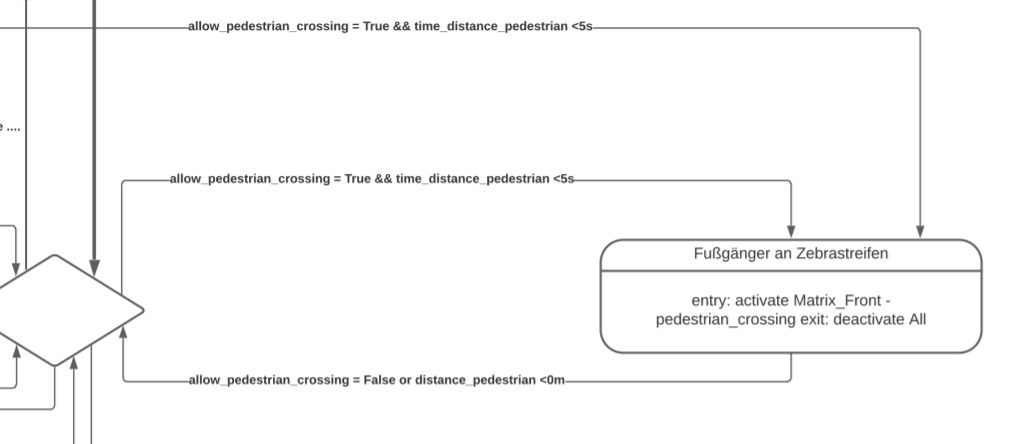 allow_pedestrian_crossing = True && time_distance_pedestrian <5s
e ....
allow_pedestrian_crossing = True && time_distance_pedestrian <5s
Fußgänger an Zebrastreifen
entry: activate Matrix_Front -
pedestrian_crossing exit: deactivate All
allow_pedestrian_crossing = False or distance_pedestrian <0m